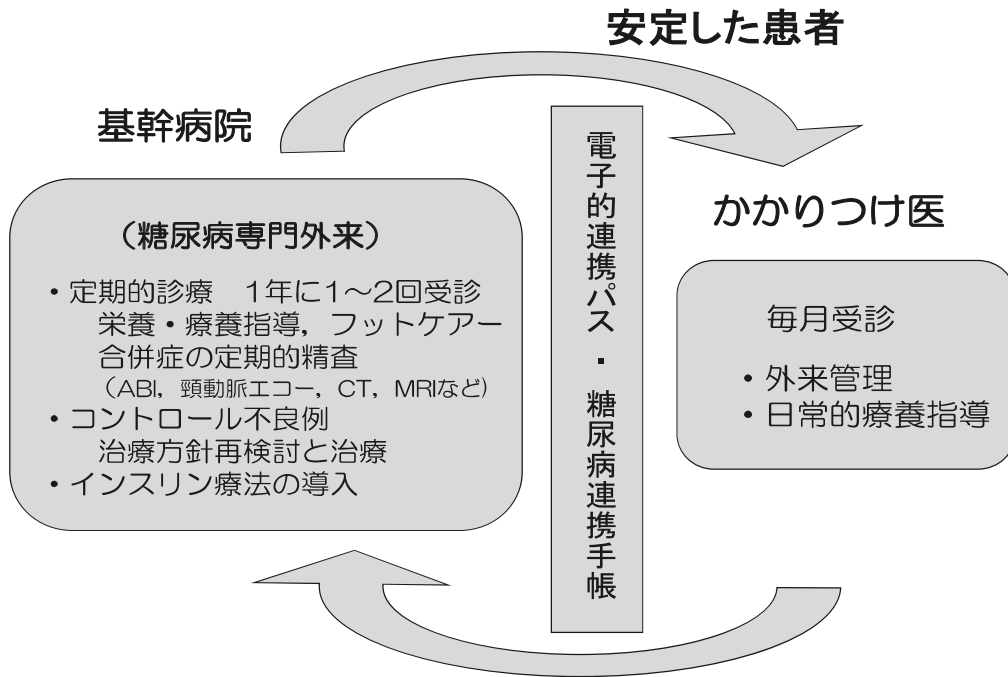 安定した患者
基幹病院
（糖尿病専門外来）
・定期的診療　1年に1～2回受診
栄養・療養指導，フットケアー
合併症の定期的精査
（ABI，頸動脈エコー，CT，MRIなど）
・コントロール不良例
治療方針再検討と治療
・インスリン療法の導入
電子的連携パス・糖尿病連携手帳
かかりつけ医
毎月受診
・外来管理
・日常的療養指導